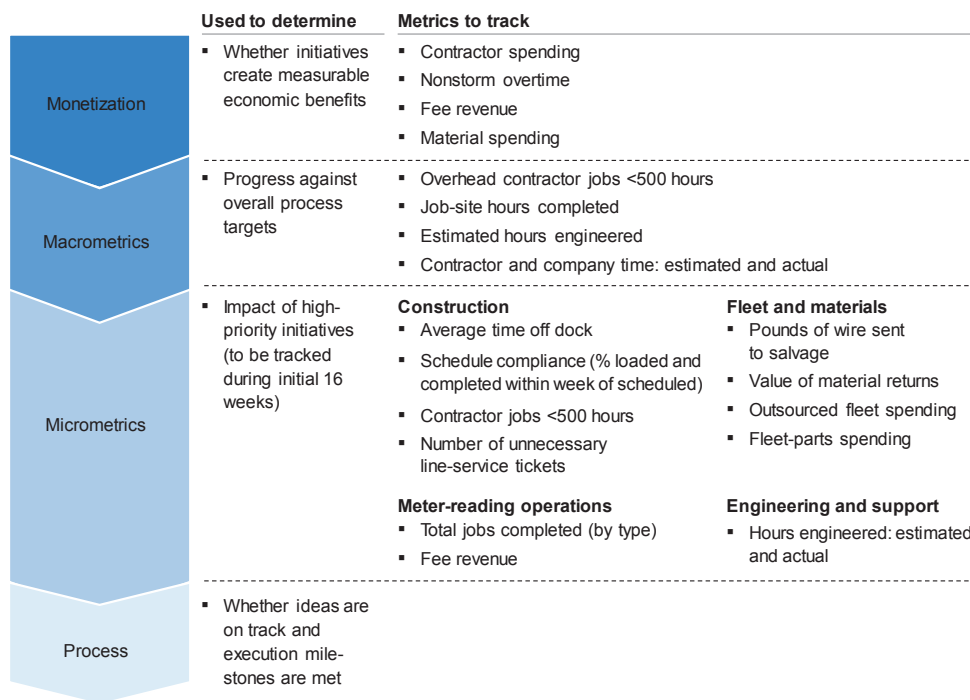 Used to determine
Metrics to track
Monetization
▪ Whether initiatives
create measurable
economic benefits
▪ Contractor spending
▪ Nonstorm overtime
▪ Fee revenue
▪ Material spending
Macrometrics
▪ Progress against
overall process
targets
▪ Overhead contractor jobs <500 hours
▪ Job-site hours completed
▪ Estimated hours engineered
▪ Contractor and company time: estimated and actual
Micrometrics
▪ Impact of high-
priority initiatives
(to be tracked
during initial 16
weeks)
Construction
▪ Average time off dock
▪ Schedule compliance (% loaded and
completed within week of scheduled)
▪ Contractor jobs <500 hours
▪ Number of unnecessary
line-service tickets
Fleet and materials
▪ Pounds of wire sent
to salvage
▪ Value of material returns
▪ Outsourced fleet spending
▪ Fleet-parts spending
Meter-reading operations
▪ Total jobs completed (by type)
▪ Fee revenue
Engineering and support
▪ Hours engineered: estimated
and actual
Process
▪ Whether ideas are
on track and
execution mile-
stones are met